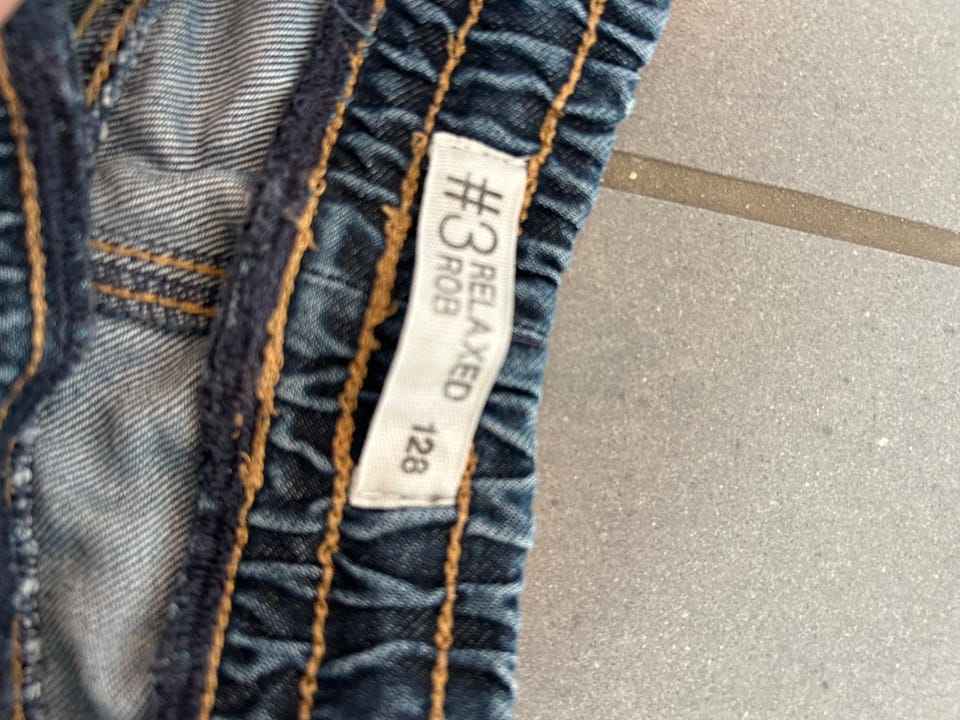 #3 RELAXED
ROB
128